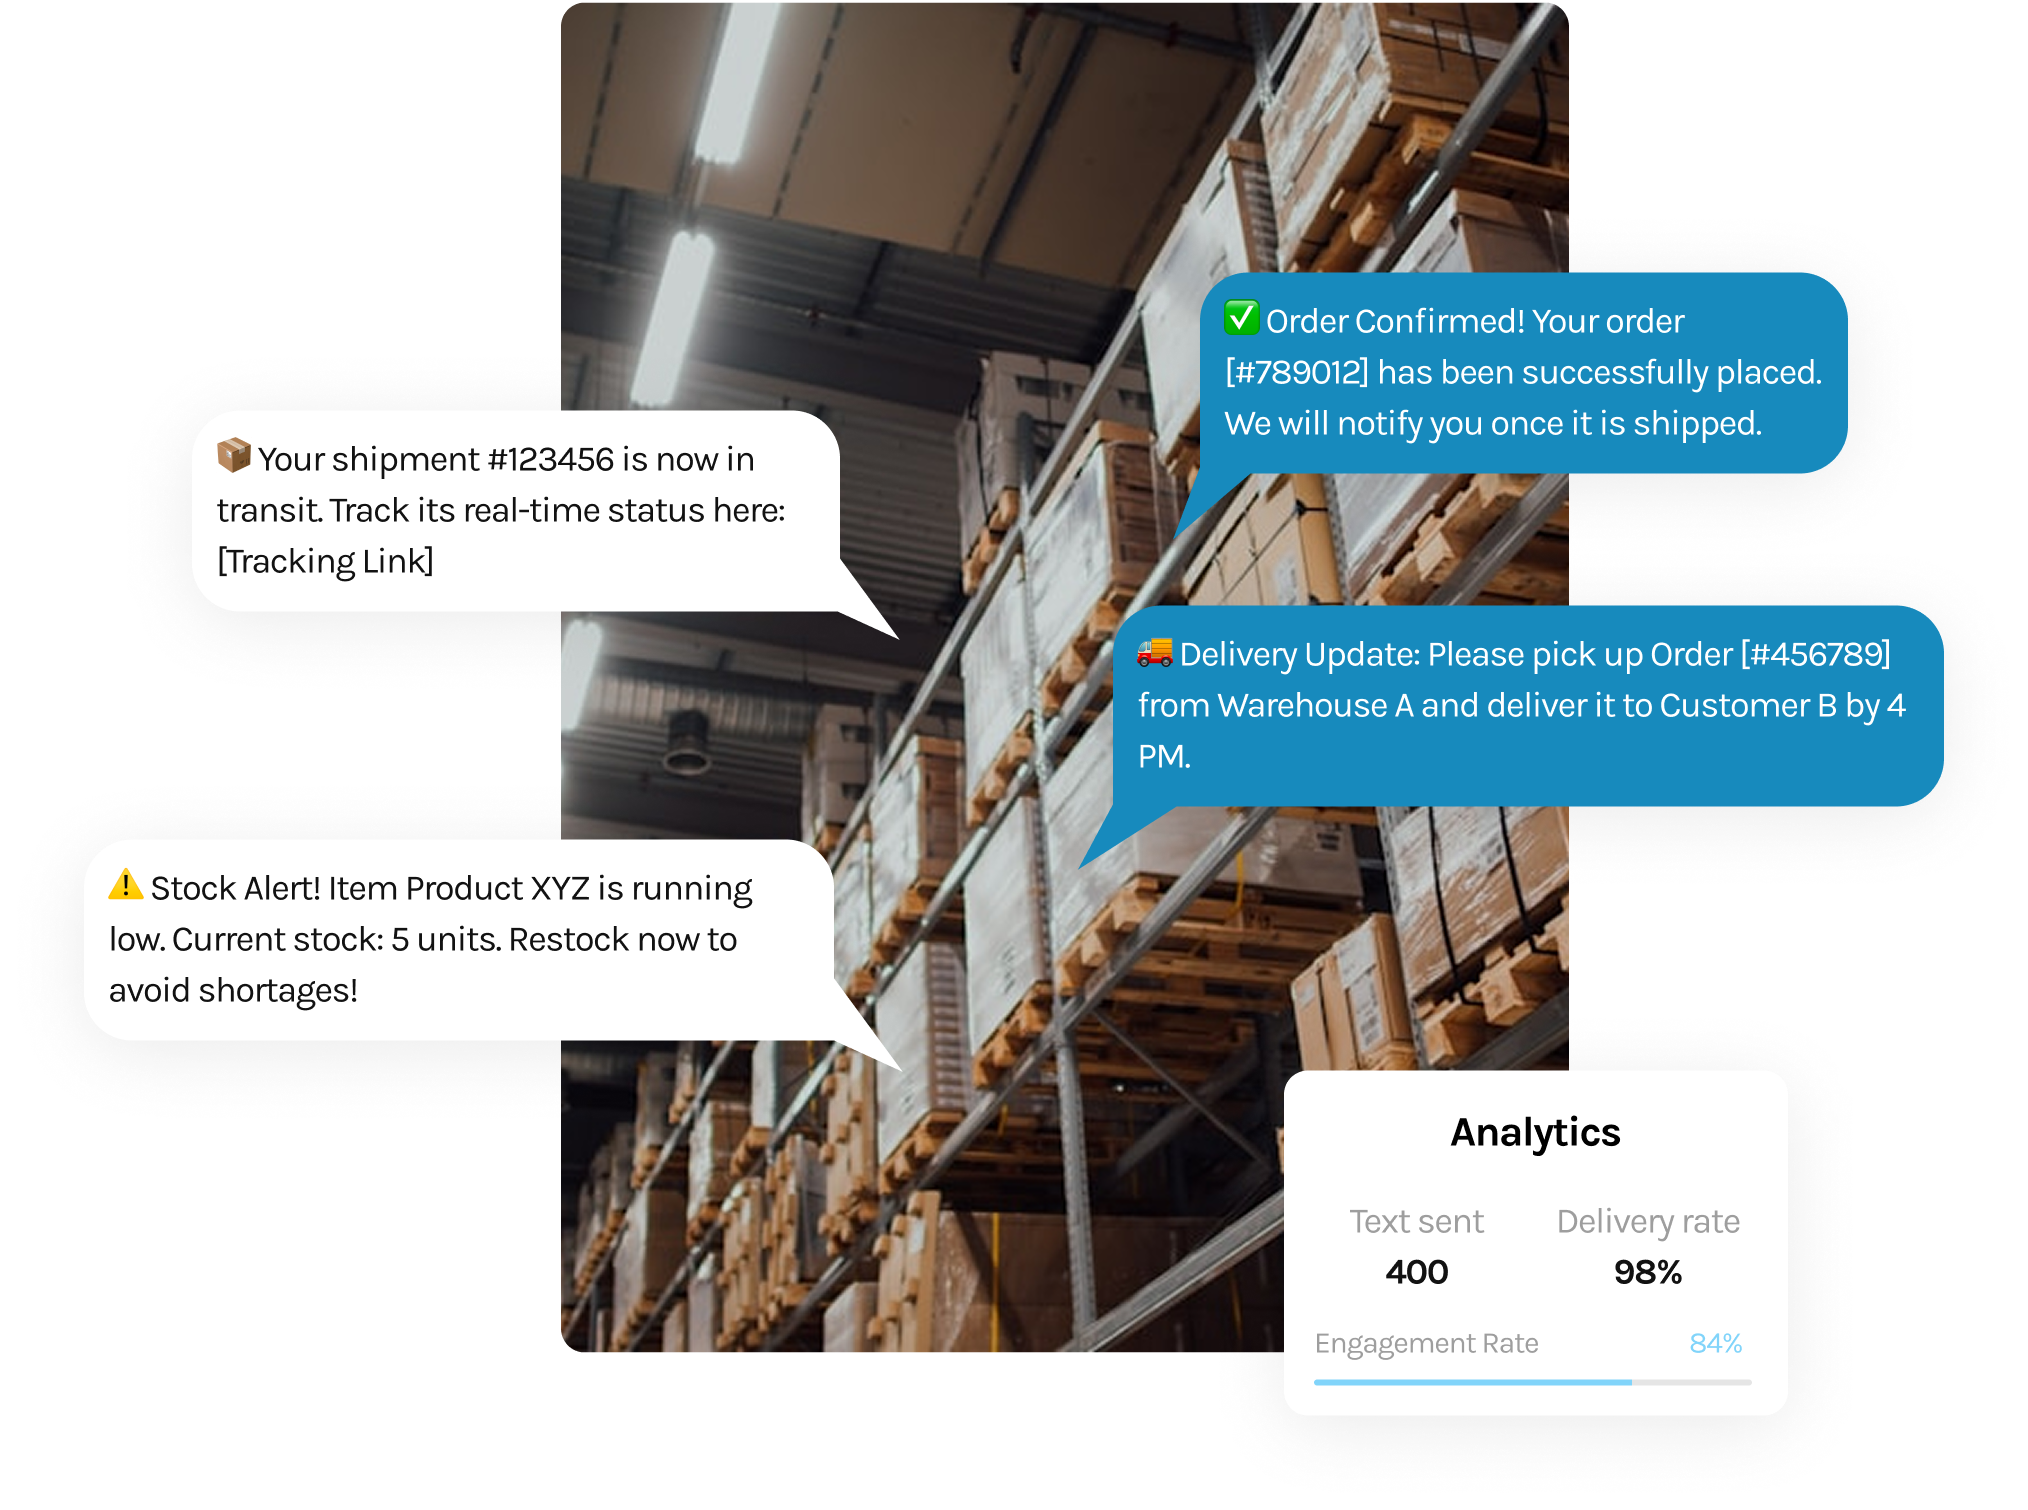 ✅ Order Confirmed! Your order
[#789012] has been successfully placed.
We will notify you once it is shipped.
📦 Your shipment #123456 is now in
transit. Track its real-time status here:
[Tracking Link]
🚚 Delivery Update: Please pick up Order [#456789]
from Warehouse A and deliver it to Customer B by 4
PM.
⚠️ Stock Alert! Item Product XYZ is running
low. Current stock: 5 units. Restock now to
avoid shortages!
Analytics
Text sent Delivery rate
400 98%
Engagement Rate 84%